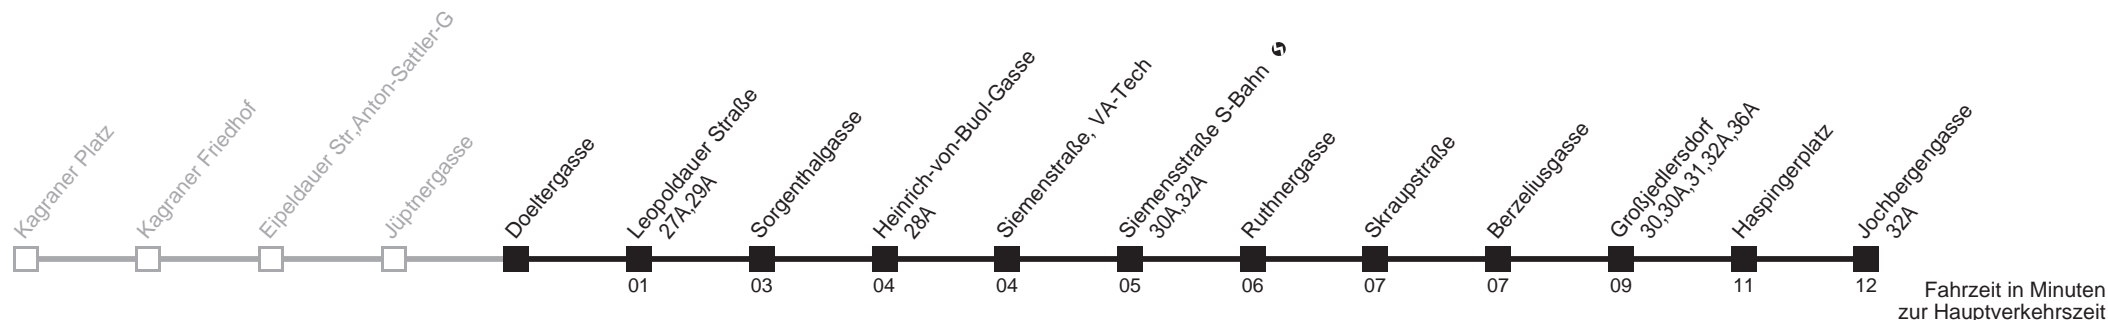 Kagraner Platz
Kagraner Friedhof
Eipeldauer Str,Anton-Sattler-G
Jüptnergasse
Doeltergasse
Leopoldauer Straße
27A,29A
Sorgenthalgasse
Heinrich-von-Buol-Gasse
28A
Siemenstraße, VA-Tech
Siemensstraße S-Bahn
30A,32A
Ruthnergasse
Skraupstraße
Berzeliusgasse
Großjedlersdorf
30,30A,31,32A,36A
Haspingerplatz
Jochbergengasse
32A
01 03 04 04 05 06 07 07 09 11 12
Fahrzeit in Minuten
zur Hauptverkehrszeit